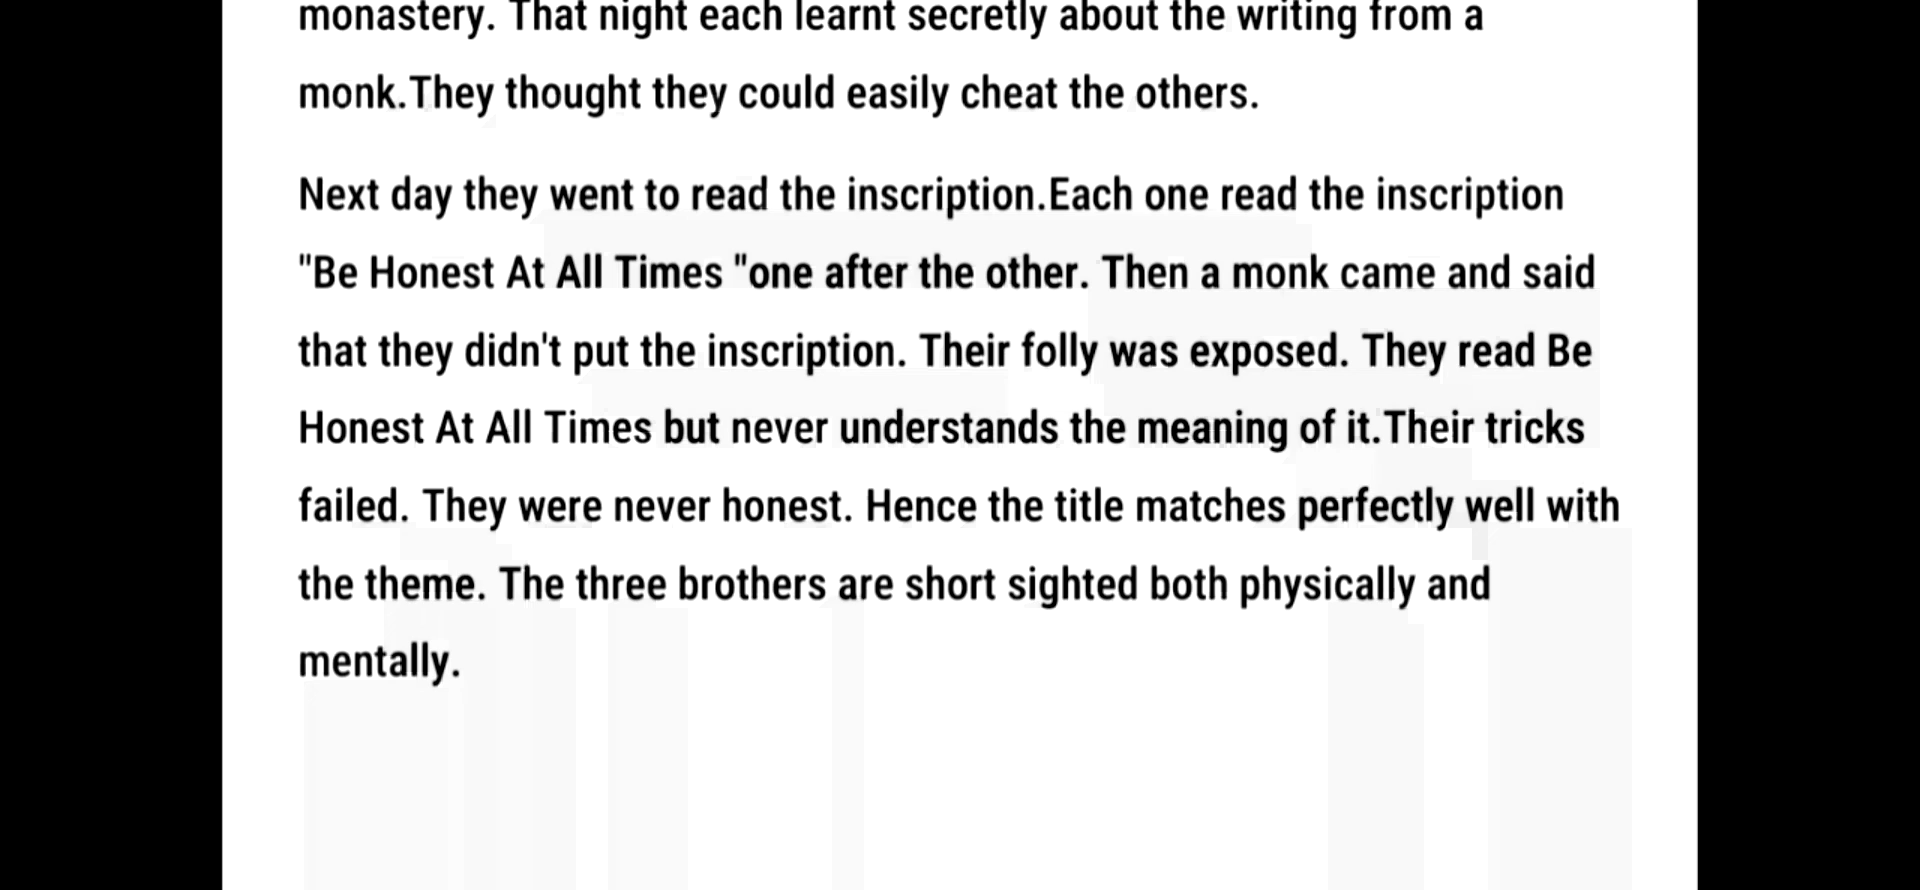 monastery. That night each learnt secretly about the writing from a
monk.They thought they could easily cheat the others.
Next day they went to read the inscription.Each one read the inscription
"Be Honest At All Times "one after the other. Then a monk came and said
that they didn't put the inscription. Their folly was exposed. They read Be
Honest At All Times but never understands the meaning of it.Their tricks
failed. They were never honest. Hence the title matches perfectly well with
the theme. The three brothers are short sighted both physically and
mentally.